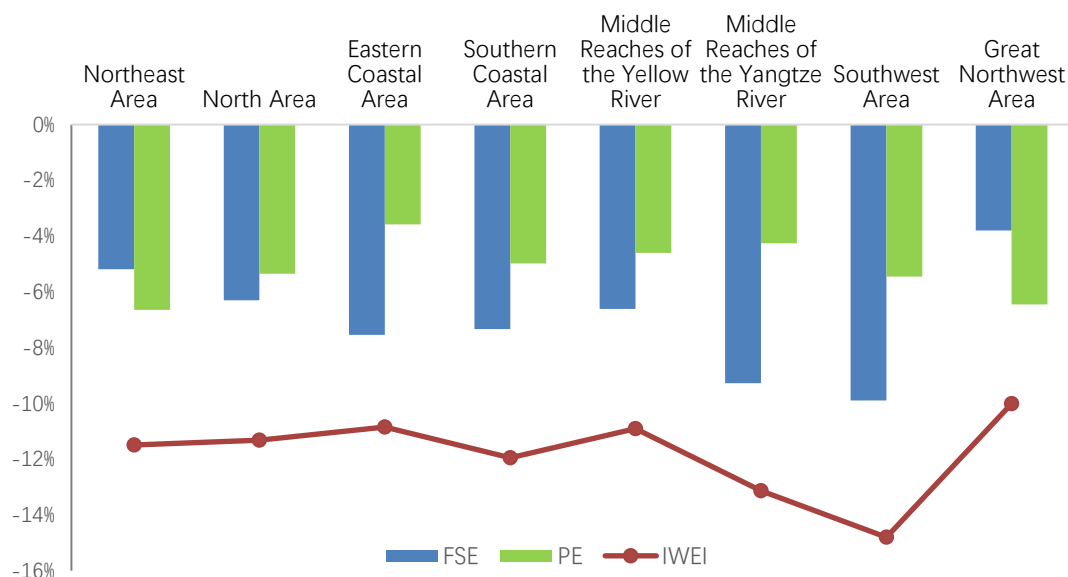 Northeast
Area
North Area
Eastern
Coastal
Area
Southern
Coastal
Area
Middle
Reaches of
the Yellow
River
Middle
Reaches of
the Yangtze
River
Southwest
Area
Great
Northwest
Area
0%
-2%
-4%
-6%
-8%
-10%
-12%
-14%
-16%
FSE
PE
IWEI